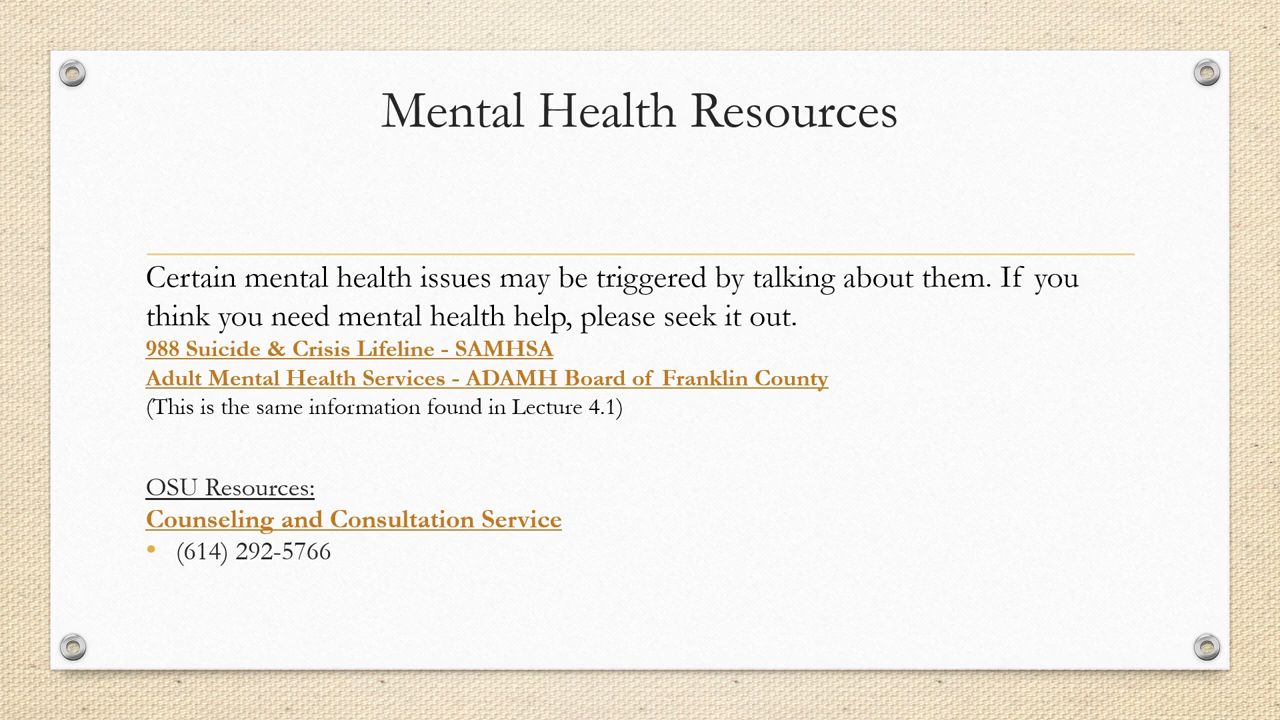 Mental Health Resources
Certain mental health issues may be triggered by talking about them. If you
think you need mental health help, please seek it out.
988 Suicide & Crisis Lifeline - SAMHSA
Adult Mental Health Services - ADAMH Board of Franklin County
(This is the same information found in Lecture 4.1)
OSU Resources:
Counseling and Consultation Service
• (614) 292-5766